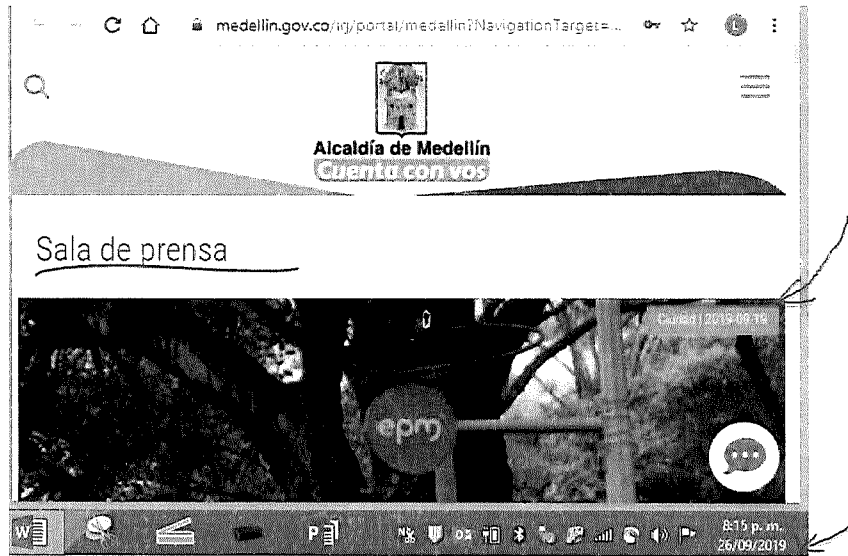 medellin.gov.co/irj/portal/medellin?NavigationTarget=...
L
Alcaldía de Medellín
Cuenta con vos
Sala de prensa
Ciudad | 2019-09-19
epm
W
P
8:15 p. m.
26/09/2019